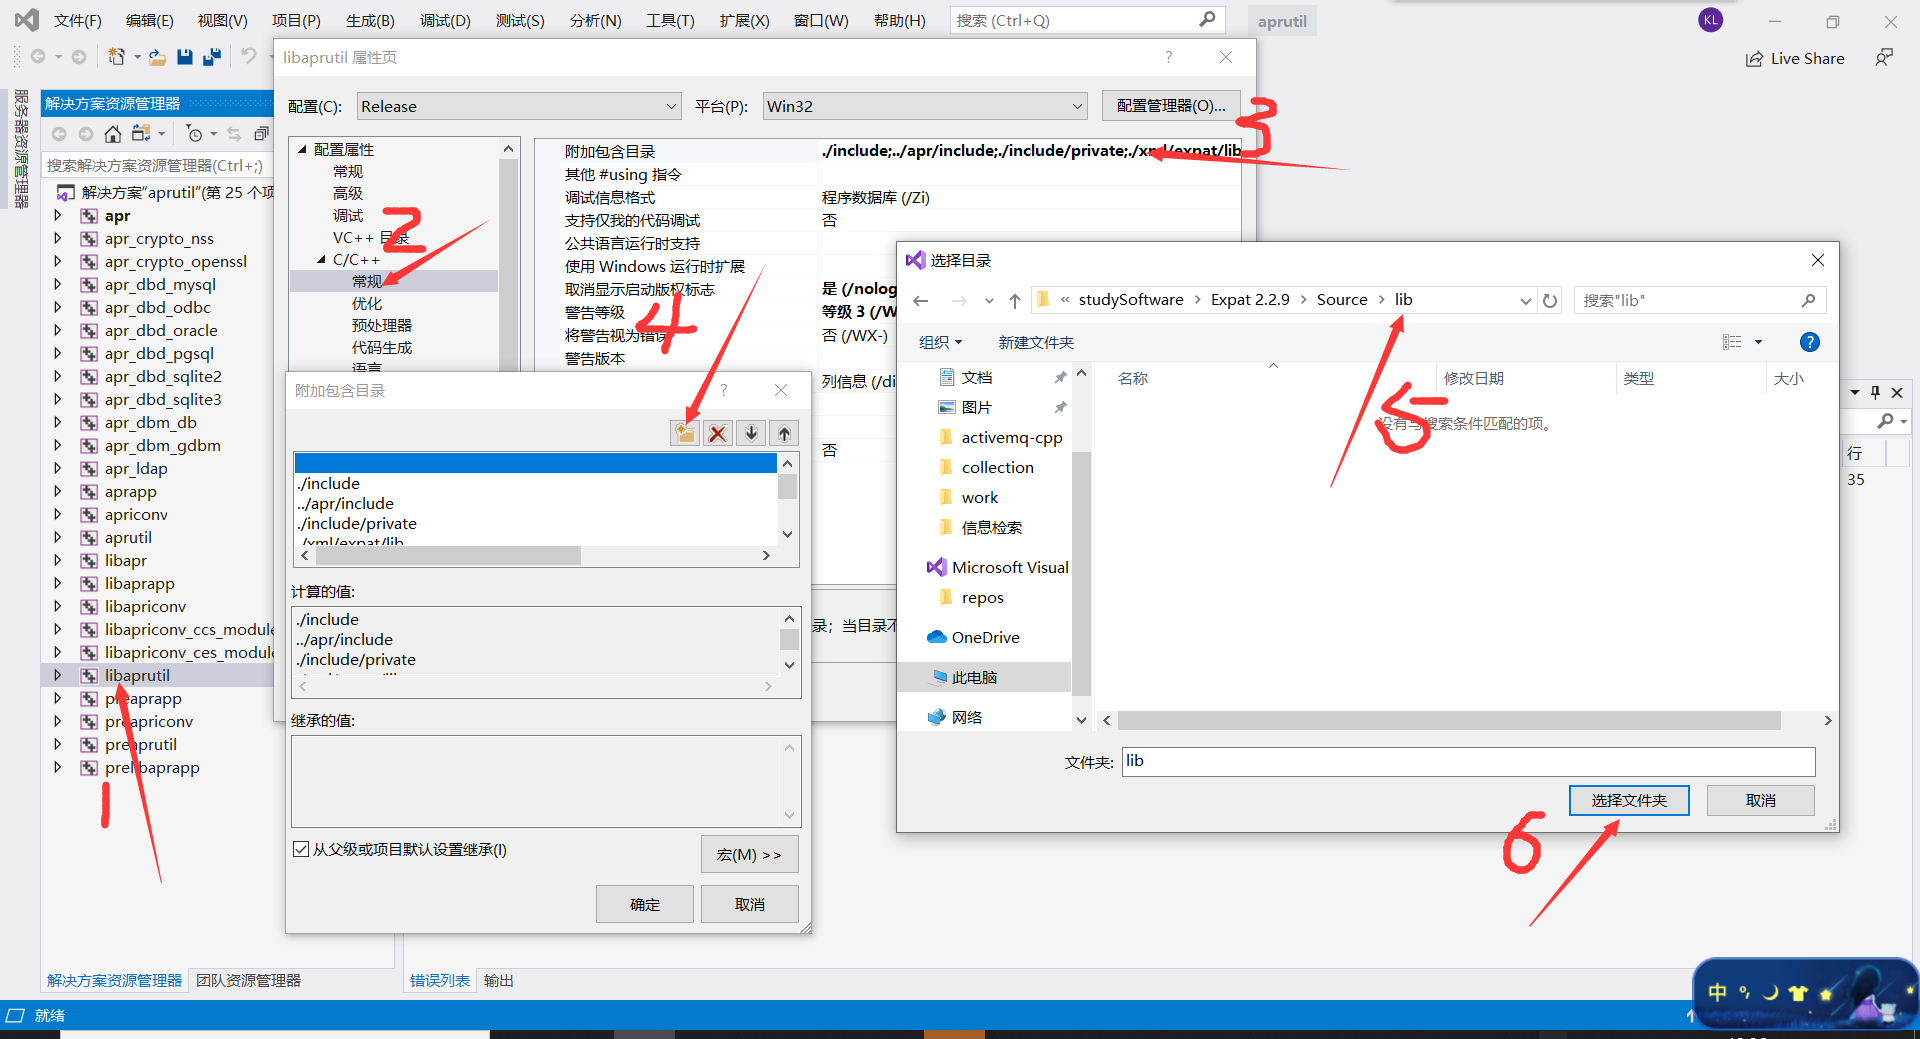 文件(F) 编辑(E) 视图(V) 项目(P) 生成(B) 调试(D) 测试(S) 分析(N) 工具(T) 扩展(X) 窗口(W) 帮助(H) 搜索 (Ctrl+Q) aprutil KL
Live Share
服务器资源管理器
解决方案资源管理器
搜索解决方案资源管理器(Ctrl+;)
解决方案“aprutil”(第 25 个项
apr
apr_crypto_nss
apr_crypto_openssl
apr_dbd_mysql
apr_dbd_odbc
apr_dbd_oracle
apr_dbd_pgsql
apr_dbd_sqlite2
apr_dbd_sqlite3
apr_dbm_db
apr_dbm_gdbm
apr_ldap
aprapp
apriconv
aprutil
libapr
libaprapp
libapriconv
libapriconv_ccs_module
libapriconv_ces_module
libaprutil
preaprapp
preapriconv
preaprutil
prelibaprapp
1
解决方案资源管理器 团队资源管理器
libaprutil 属性页 ?
配置(C): Release 平台(P): Win32 配置管理器(O)...
3
配置属性
常规
高级
调试
VC++ 目录
2
C/C++
常规
优化
预处理器
代码生成
语言
附加包含目录 ./include;../apr/include;./include/private;./xml/expat/lib
其他 #using 指令
调试信息格式 程序数据库 (/Zi)
支持仅我的代码调试 否
公共语言运行时支持
使用 Windows 运行时扩展
取消显示启动版权标志 是 (/nolog
警告等级 等级 3 (/W
将警告视为错误 否 (/WX-)
警告版本
列信息 (/di
否
录；当目录不
4
附加包含目录 ?
./include
../apr/include
./include/private
./xml/expat/lib
计算的值:
./include
../apr/include
./include/private
继承的值:
从父级或项目默认设置继承(I)
宏(M) >>
确定 取消
选择目录
« studySoftware › Expat 2.2.9 › Source › lib 搜索"lib"
组织 新建文件夹 ?
文档
图片
activemq-cpp
collection
work
信息检索
Microsoft Visual
repos
OneDrive
此电脑
网络
名称 修改日期 类型 大小
没有与搜索条件匹配的项。
5
文件夹: lib
选择文件夹 取消
6
行
35
错误列表 输出
就绪
中